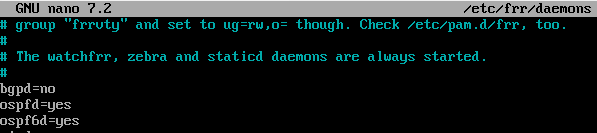 GNU nano 7.2 /etc/frr/daemons
# group "frrvty" and set to ug=rw,o= though. Check /etc/pam.d/frr, too.
#
# The watchfrr, zebra and staticd daemons are always started.
#
bgpd=no
ospfd=yes
ospf6d=yes